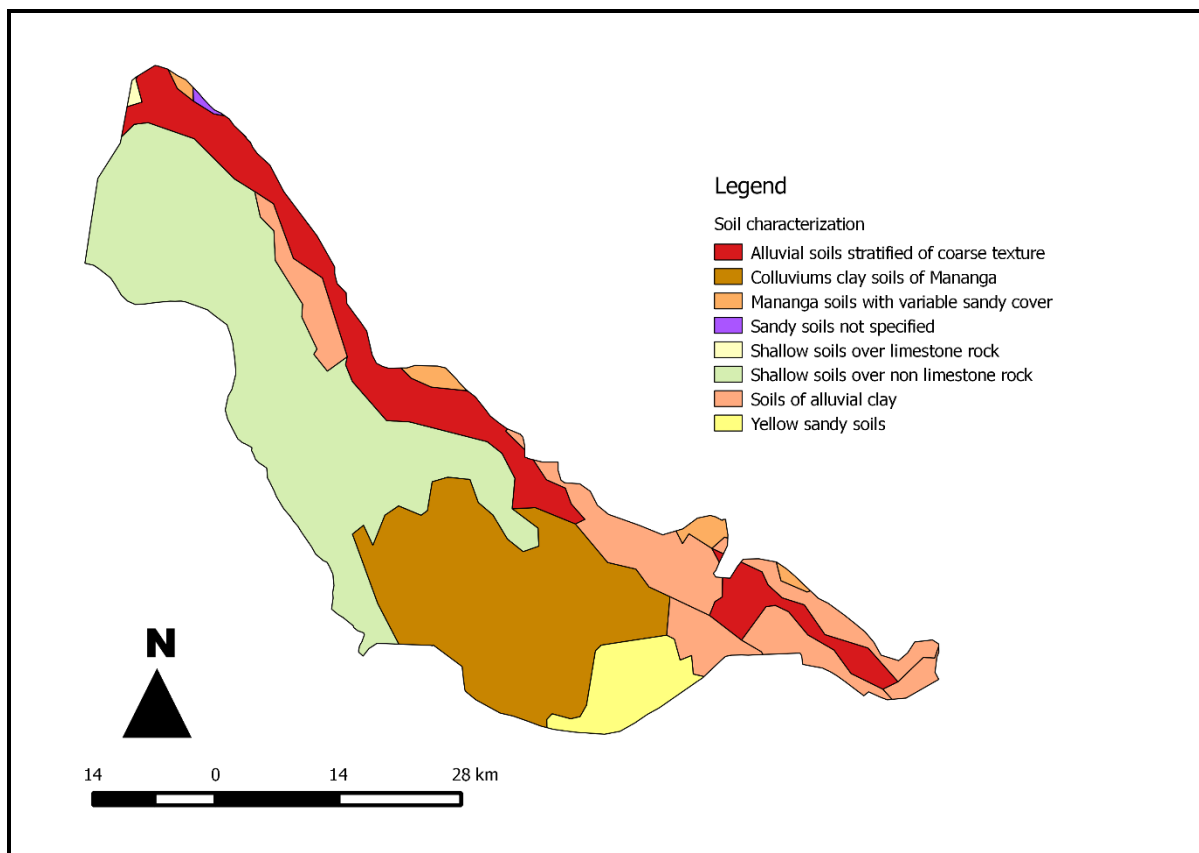 Legend
Soil characterization
Alluvial soils stratified of coarse texture
Colluviums clay soils of Mananga
Mananga soils with variable sandy cover
Sandy soils not specified
Shallow soils over limestone rock
Shallow soils over non limestone rock
Soils of alluvial clay
Yellow sandy soils
N
14 0 14 28 km